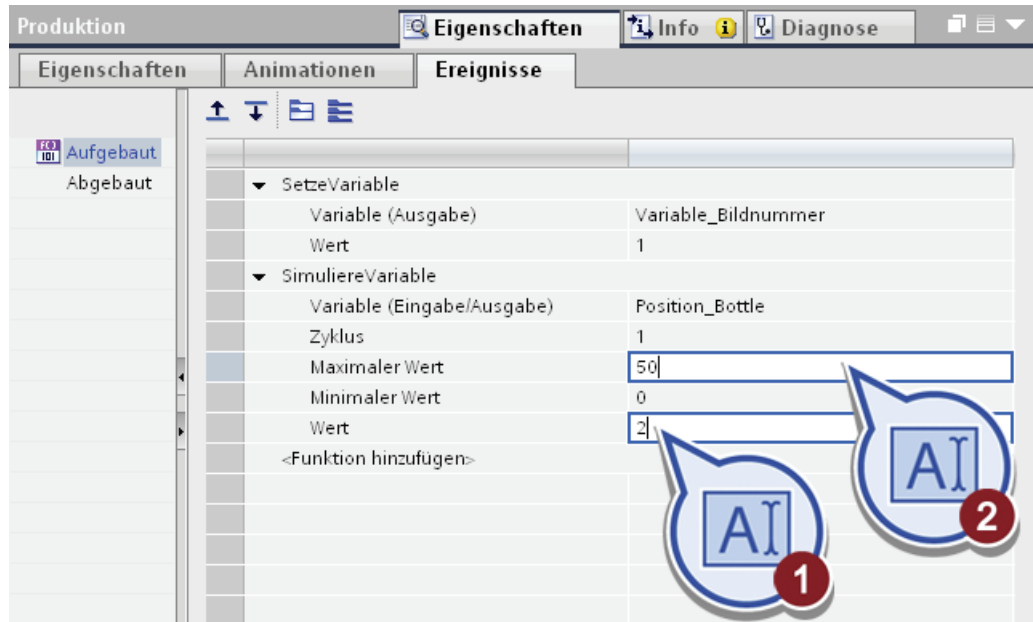 Produktion Eigenschaften Info Diagnose
Eigenschaften Animationen Ereignisse
Aufgebaut
Abgebaut
SetzeVariable
Variable (Ausgabe) Variable_Bildnummer
Wert 1
SimuliereVariable
Variable (Eingabe/Ausgabe) Position_Bottle
Zyklus 1
Maximaler Wert 50
Minimaler Wert 0
Wert 2
<Funktion hinzufügen>
A
2
A
1